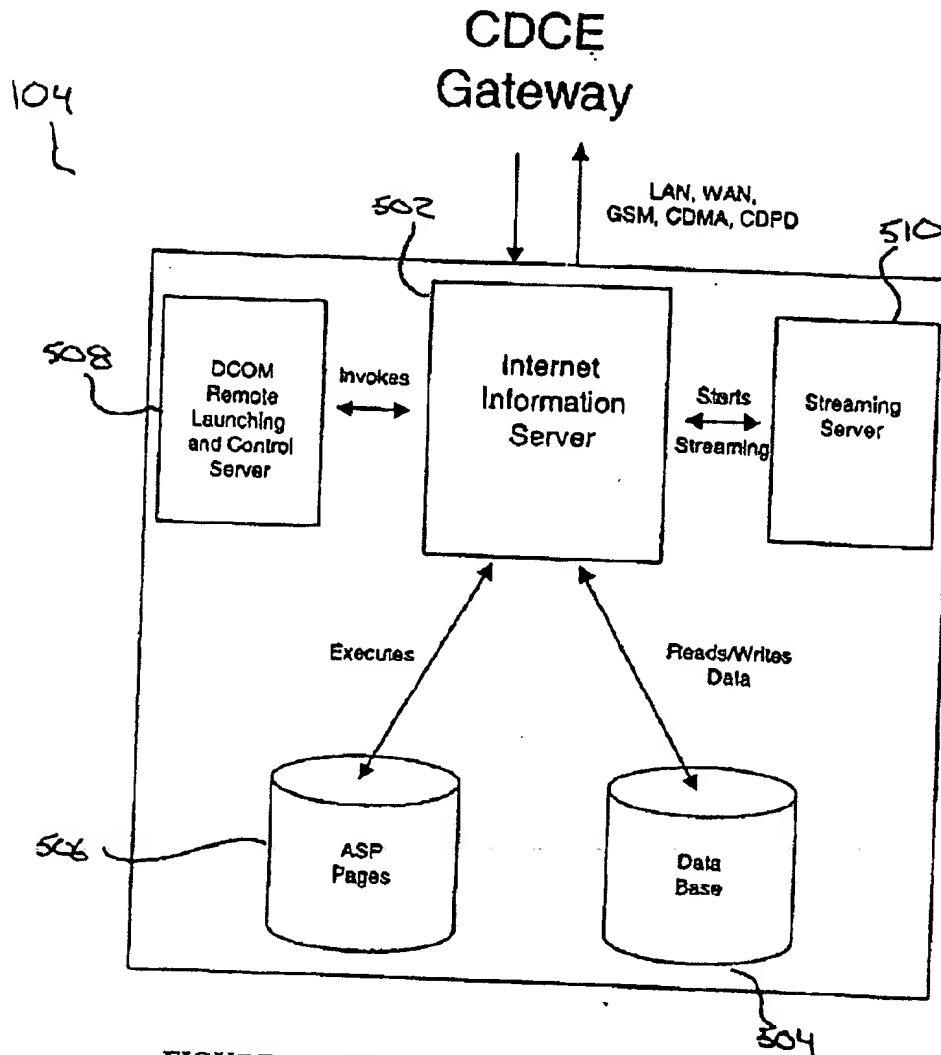 CDCE
Gateway
104
LAN, WAN,
GSM, CDMA, CDPD
502
510
508
DCOM
Remote
Launching
and Control
Server
Invokes
Internet
Information
Server
Starts
Streaming
Streaming
Server
Executes
Reads/Writes
Data
506
ASP
Pages
Data
Base
504